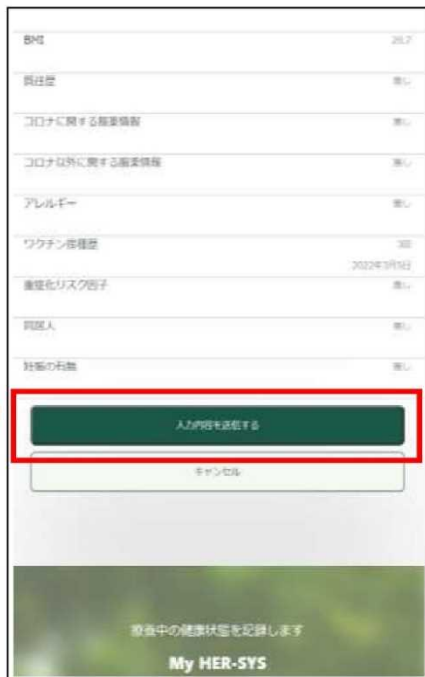 BMI
既往歴 無し
コロナに関する服薬情報 無し
コロナ以外に関する服薬情報 無し
アレルギー 無し
ワクチン接種歴 3回
2022年3月5日
重症化リスク因子 無し
同居人 無し
妊娠の有無 無し
入力内容を送信する
キャンセル
療養中の健康状態を記録します
My HER-SYS